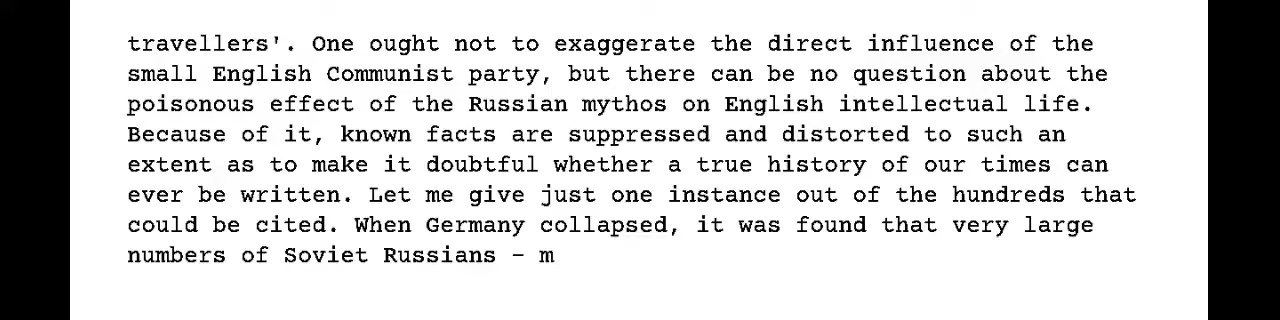 travellers'. One ought not to exaggerate the direct influence of the
small English Communist party, but there can be no question about the
poisonous effect of the Russian mythos on English intellectual life.
Because of it, known facts are suppressed and distorted to such an
extent as to make it doubtful whether a true history of our times can
ever be written. Let me give just one instance out of the hundreds that
could be cited. When Germany collapsed, it was found that very large
numbers of Soviet Russians – m